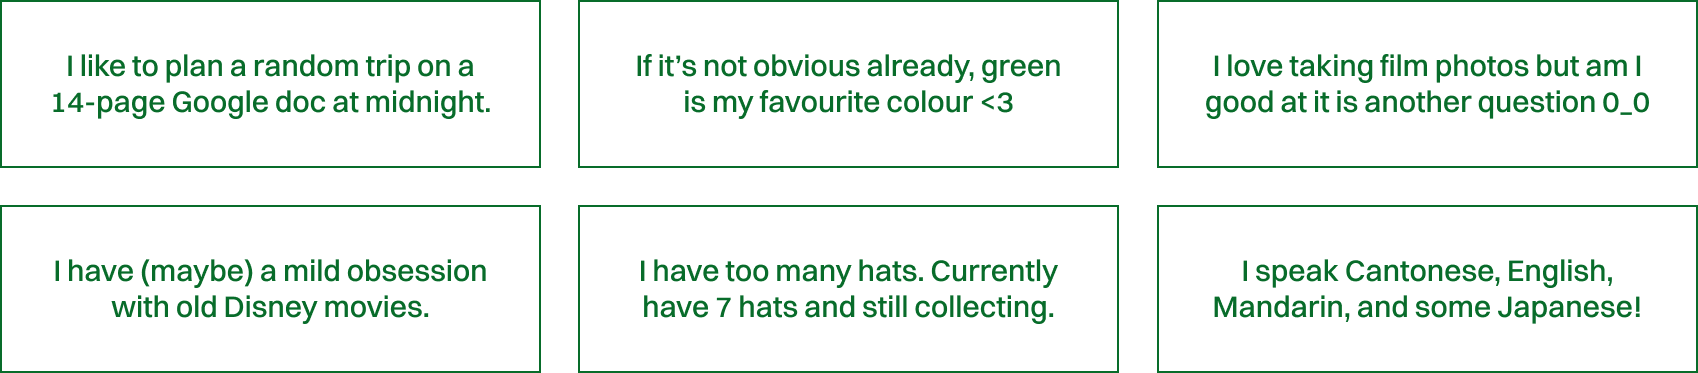 I like to plan a random trip on a
14-page Google doc at midnight.
If it’s not obvious already, green
is my favourite colour <3
I love taking film photos but am I
good at it is another question 0_0
I have (maybe) a mild obsession
with old Disney movies.
I have too many hats. Currently
have 7 hats and still collecting.
I speak Cantonese, English,
Mandarin, and some Japanese!